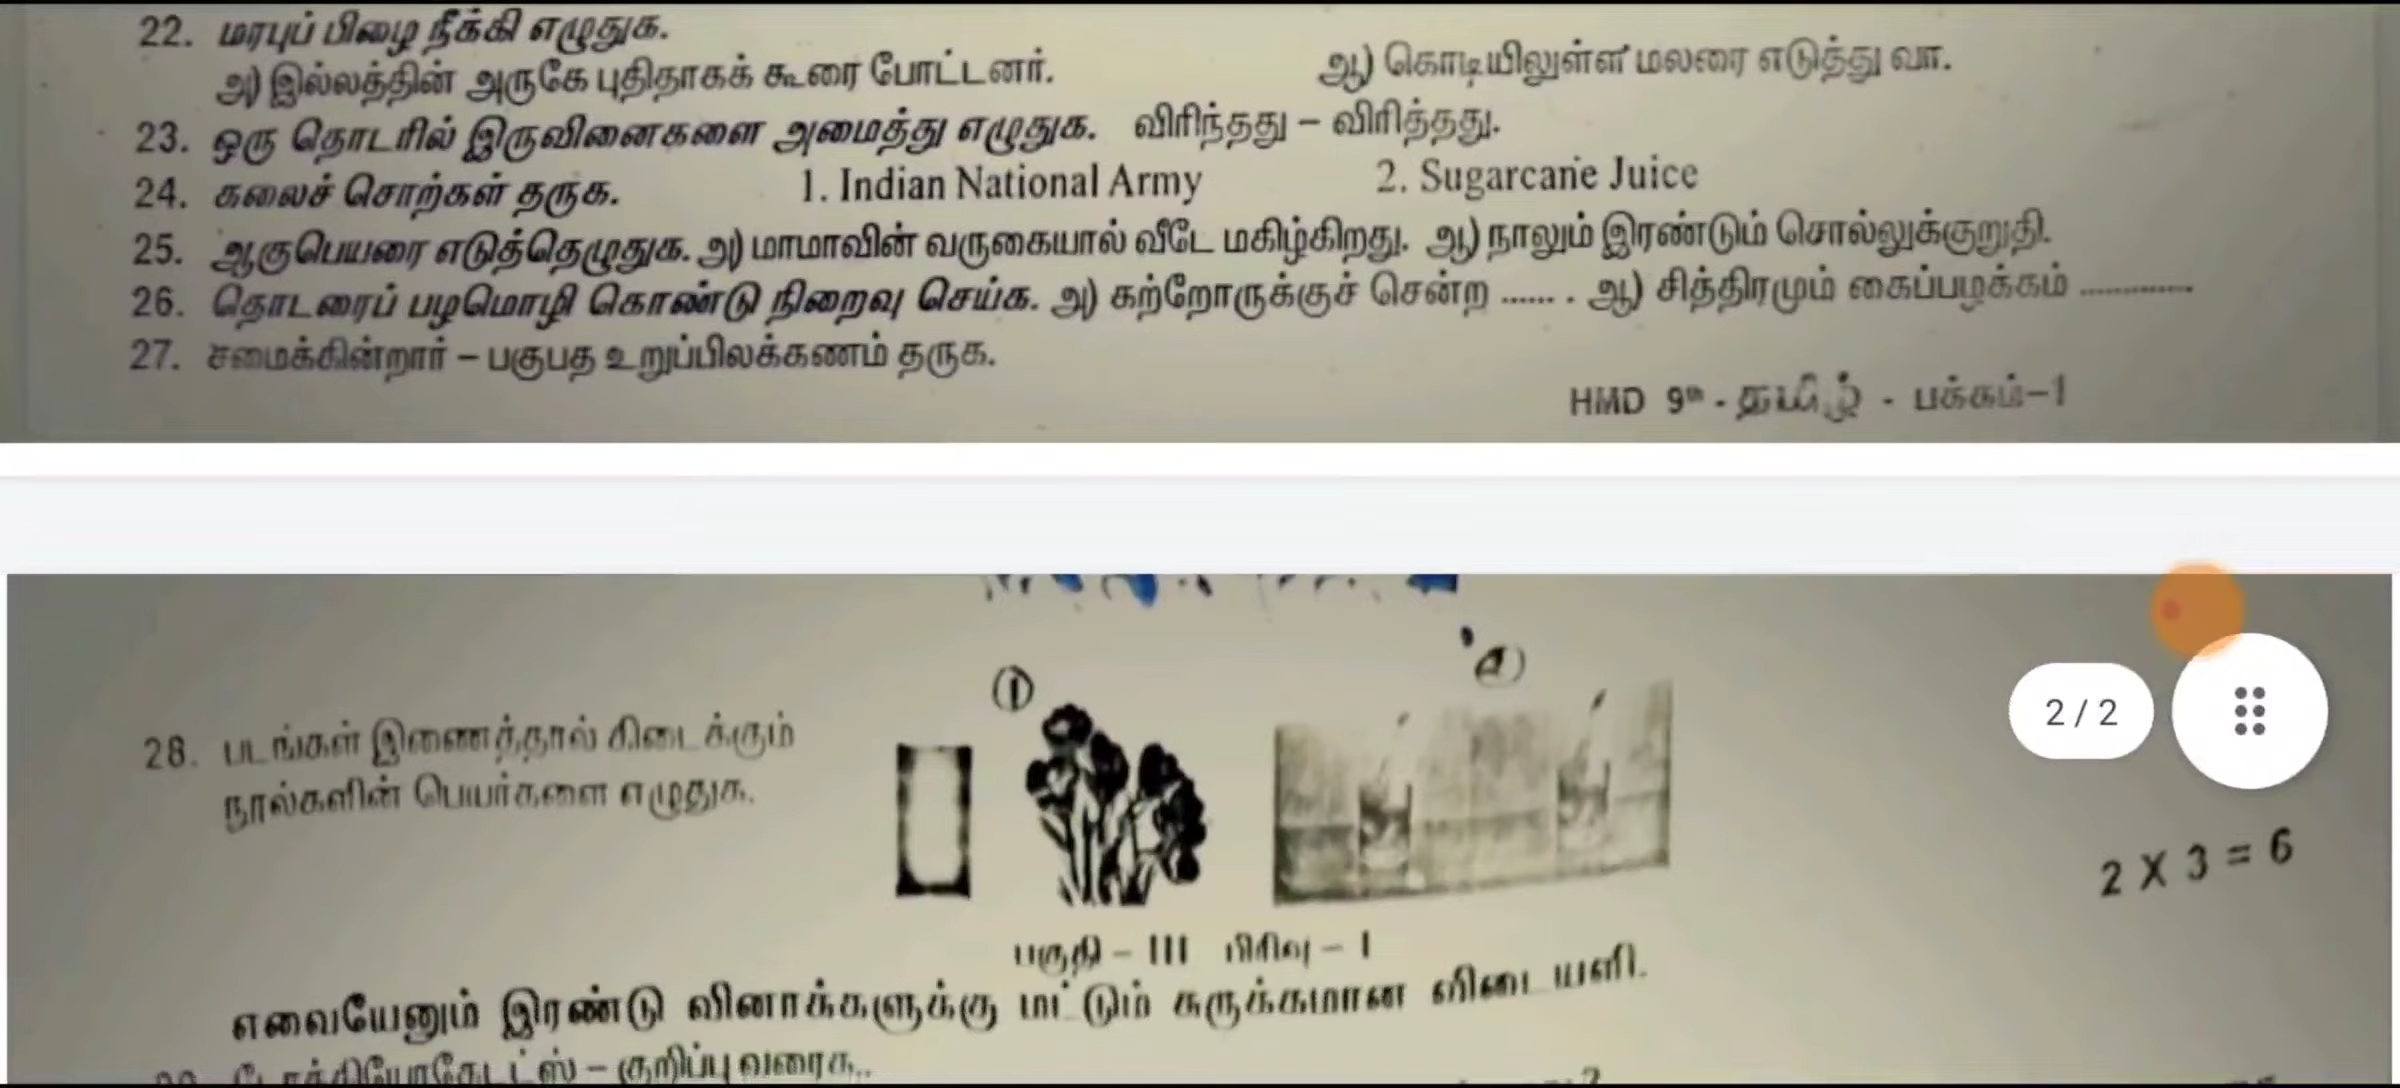 22. மரபுப் பிழை நீக்கி எழுதுக.
அ) இல்லத்தின் அருகே புதிதாகக் கூரை போட்டனர். ஆ) கொடியிலுள்ள மலரை எடுத்து வா.
23. ஒரு தொடரில் இருவினைகளை அமைத்து எழுதுக. விரிந்தது – விரித்தது.
24. கலைச் சொற்கள் தருக. 1. Indian National Army 2. Sugarcane Juice
25. ஆகுபெயரை எடுத்தெழுதுக. அ) மாமாவின் வருகையால் வீடே மகிழ்கிறது. ஆ) நாலும் இரண்டும் சொல்லுக்குறுதி.
26. தொடரைப் பழமொழி கொண்டு நிறைவு செய்க. அ) கற்றோருக்குச் சென்ற ....... . ஆ) சித்திரமும் கைப்பழக்கம் .............
27. சமைக்கின்றார் – பகுபத உறுப்பிலக்கணம் தருக.
HMD 9th - தமிழ் - பக்கம்–1
2 / 2
1
28. படங்கள் இணைத்தால் கிடைக்கும்
நூல்களின் பெயர்களை எழுதுக.
2 X 3 = 6
பகுதி – III பிரிவு – I
எவையேனும் இரண்டு வினாக்களுக்கு மட்டும் சுருக்கமான விடையளி.
குறிப்பு வரைக..